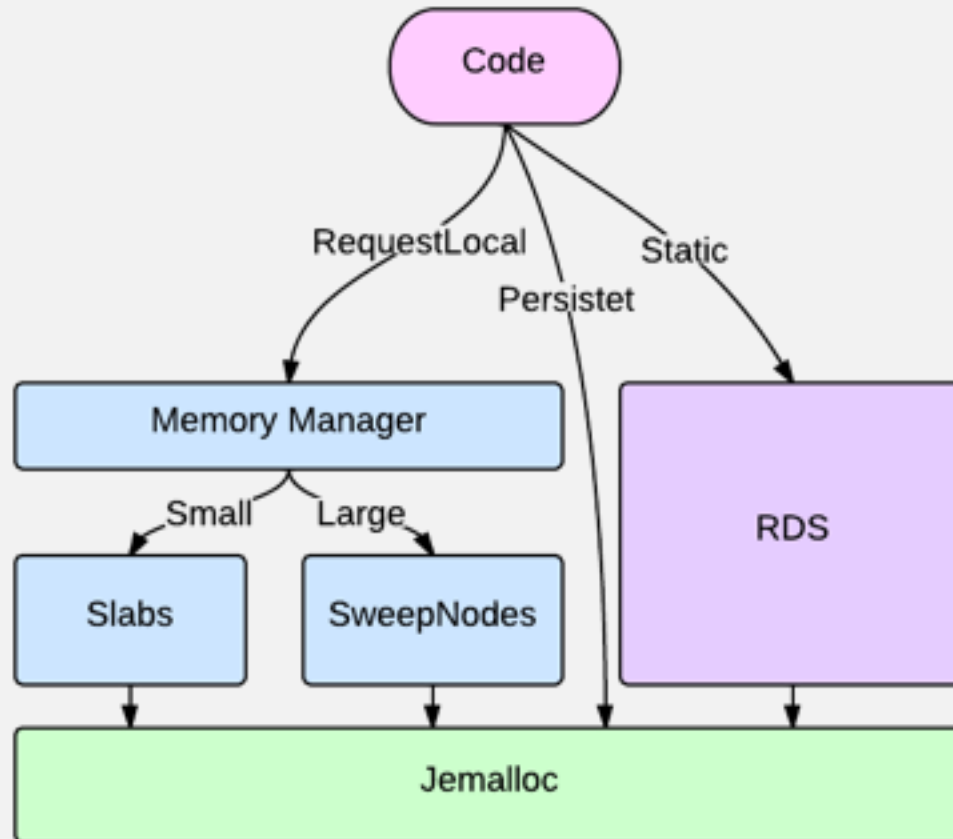 Code
RequestLocal
Static
Persistet
Memory Manager
Small
Large
RDS
Slabs
SweepNodes
Jemalloc